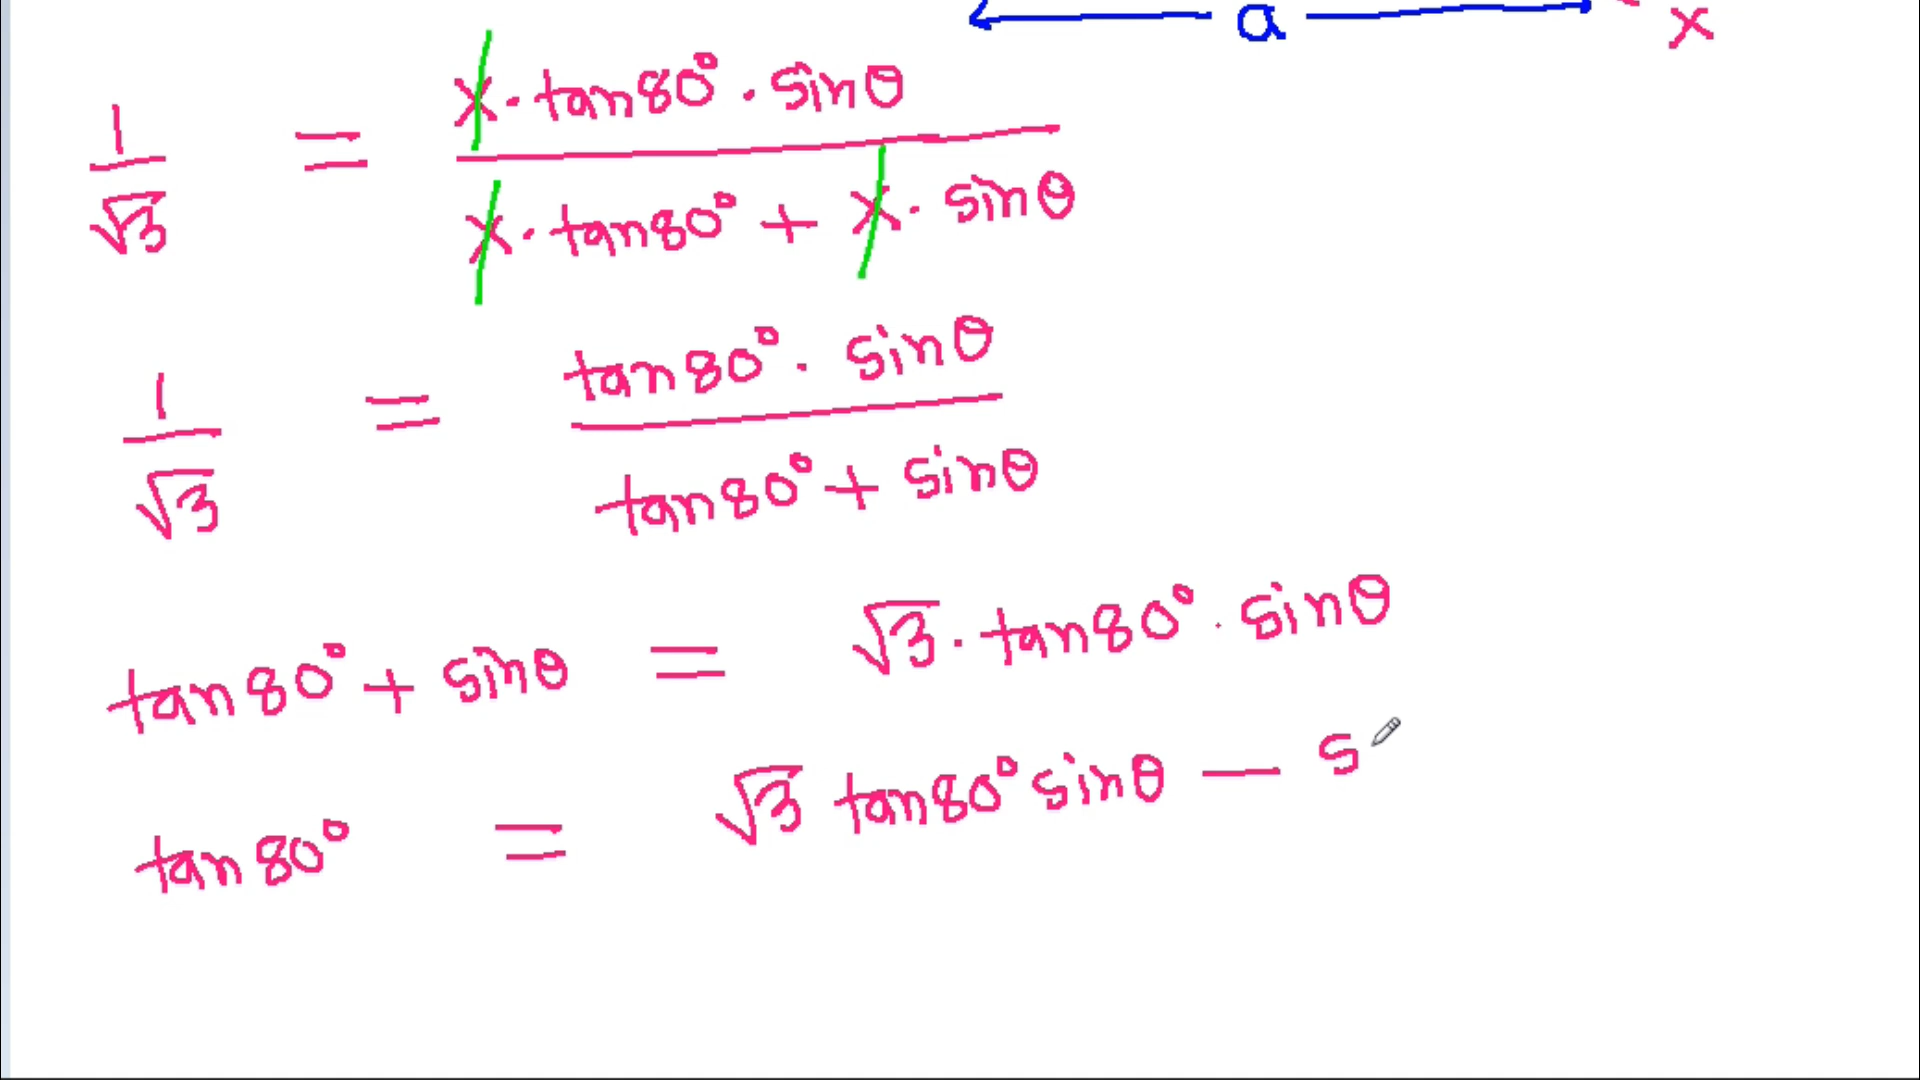 a
x
1/√3 = x · tan80° · sinθ / x · tan80° + x · sinθ
1/√3 = tan80° · sinθ / tan80° + sinθ
tan80° + sinθ = √3 · tan80° · sinθ
tan80° = √3 tan80° sinθ — s